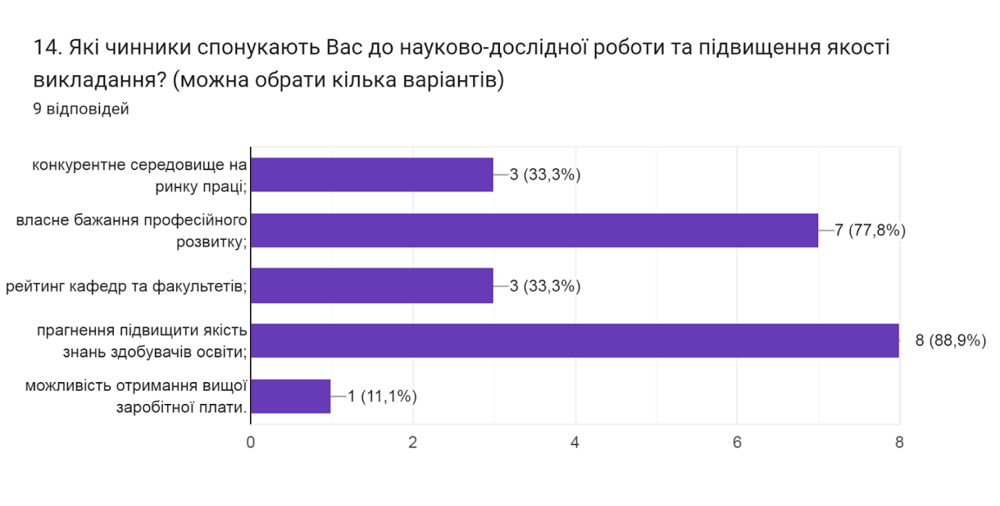 14. Які чинники спонукають Вас до науково-дослідної роботи та підвищення якості
викладання? (можна обрати кілька варіантів)
9 відповідей
конкурентне середовище на
ринку праці;
3 (33,3%)
власне бажання професійного
розвитку;
7 (77,8%)
рейтинг кафедр та факультетів;
3 (33,3%)
прагнення підвищити якість
знань здобувачів освіти;
8 (88,9%)
можливість отримання вищої
заробітної плати.
1 (11,1%)
0 2 4 6 8